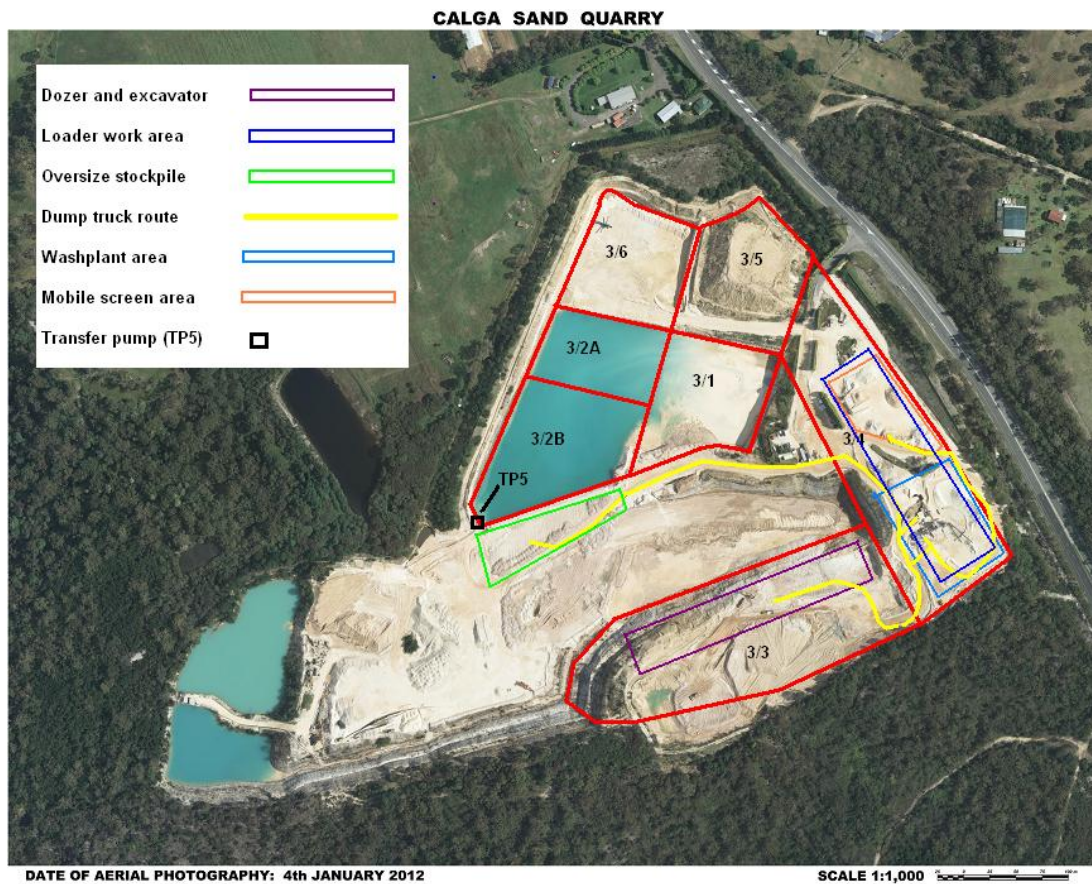 CALGA SAND QUARRY
Dozer and excavator
Loader work area
Oversize stockpile
Dump truck route
Washplant area
Mobile screen area
Transfer pump (TP5)
3/6
3/5
3/2A
3/1
3/2B
3/4
TP5
3/3
DATE OF AERIAL PHOTOGRAPHY: 4th JANUARY 2012
SCALE 1:1,000